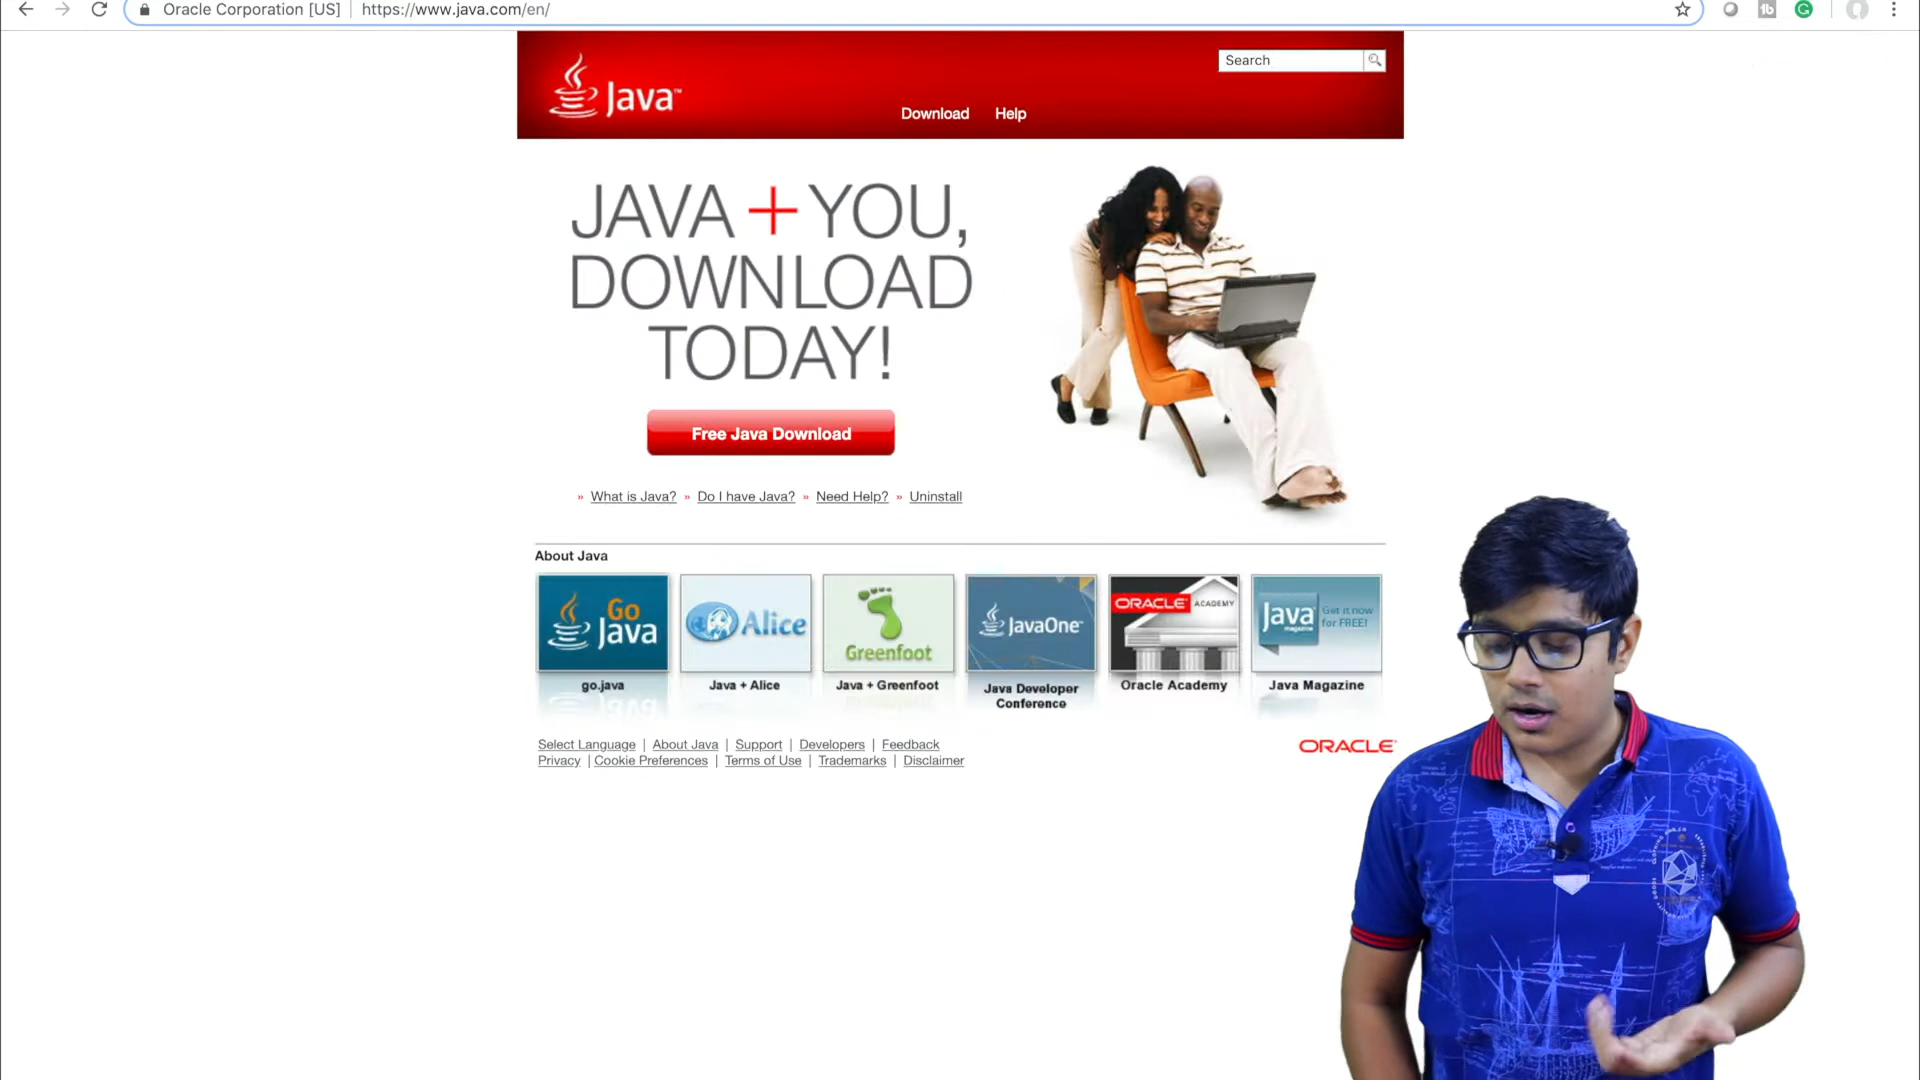 Oracle Corporation [US] | https://www.java.com/en/
Search
Java™
Download Help
JAVA + YOU,
DOWNLOAD
TODAY!
Free Java Download
» What is Java? » Do I have Java? » Need Help? » Uninstall
About Java
Go
Java
Alice
Greenfoot
JavaOne™
ORACLE ACADEMY
Java magazine
Get it now
for FREE!
go.java
Java + Alice
Java + Greenfoot
Java Developer
Conference
Oracle Academy
Java Magazine
Select Language | About Java | Support | Developers | Feedback
Privacy | Cookie Preferences | Terms of Use | Trademarks | Disclaimer
ORACLE